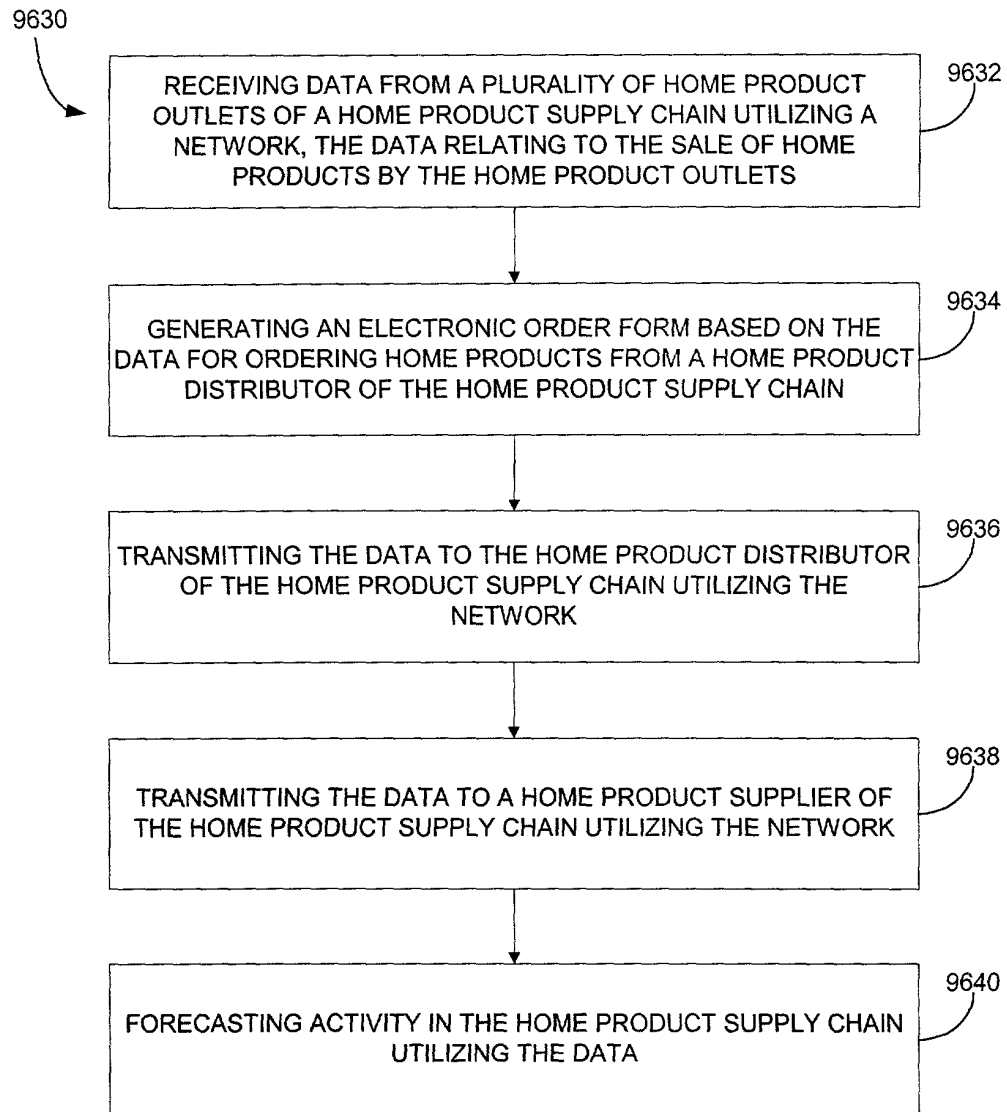 9630
RECEIVING DATA FROM A PLURALITY OF HOME PRODUCT
OUTLETS OF A HOME PRODUCT SUPPLY CHAIN UTILIZING A
NETWORK, THE DATA RELATING TO THE SALE OF HOME
PRODUCTS BY THE HOME PRODUCT OUTLETS
9632
GENERATING AN ELECTRONIC ORDER FORM BASED ON THE
DATA FOR ORDERING HOME PRODUCTS FROM A HOME PRODUCT
DISTRIBUTOR OF THE HOME PRODUCT SUPPLY CHAIN
9634
TRANSMITTING THE DATA TO THE HOME PRODUCT DISTRIBUTOR
OF THE HOME PRODUCT SUPPLY CHAIN UTILIZING THE
NETWORK
9636
TRANSMITTING THE DATA TO A HOME PRODUCT SUPPLIER OF
THE HOME PRODUCT SUPPLY CHAIN UTILIZING THE NETWORK
9638
FORECASTING ACTIVITY IN THE HOME PRODUCT SUPPLY CHAIN
UTILIZING THE DATA
9640